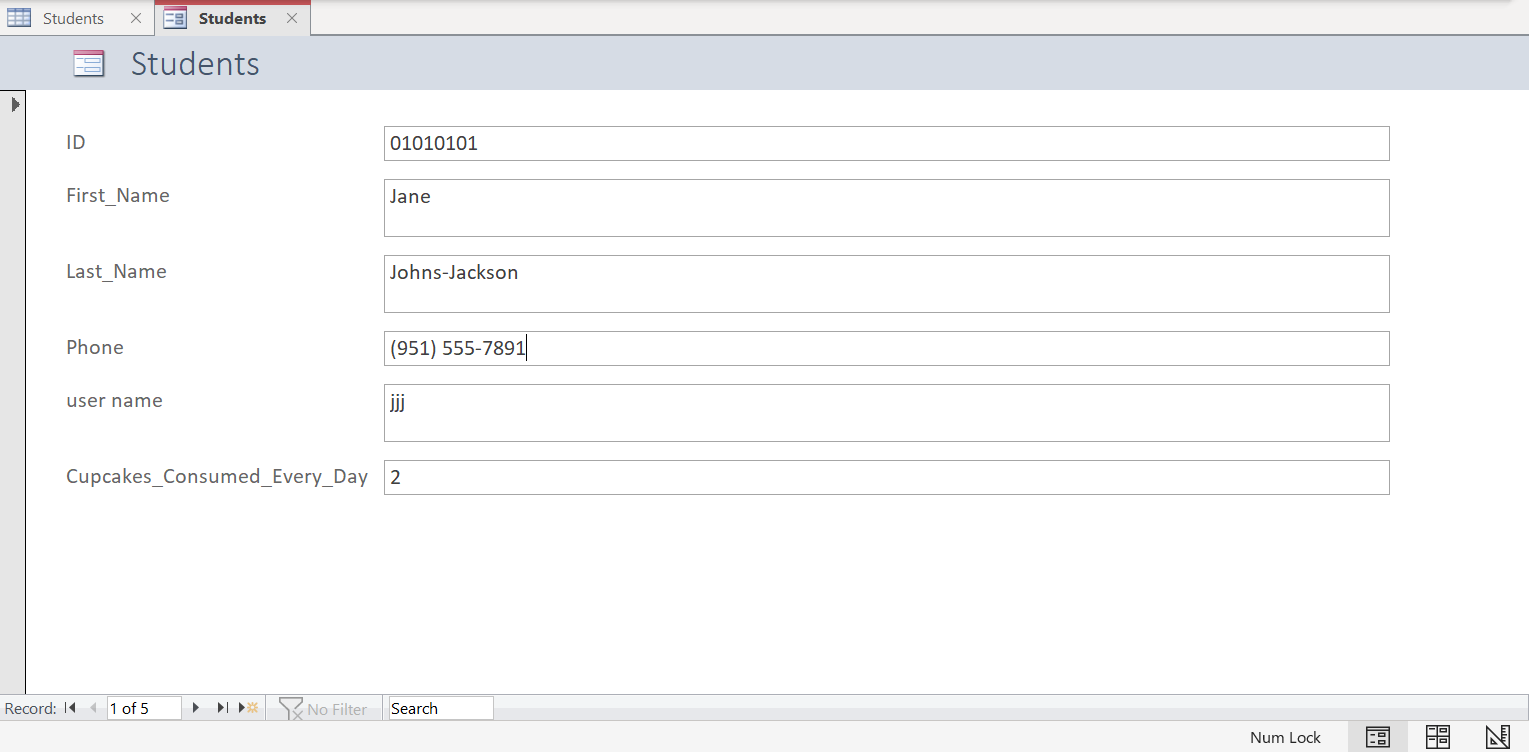 Students
Students
Students
ID 01010101
First_Name Jane
Last_Name Johns-Jackson
Phone (951) 555-7891
user name jjj
Cupcakes_Consumed_Every_Day 2
Record: 1 of 5 No Filter Search
Num Lock